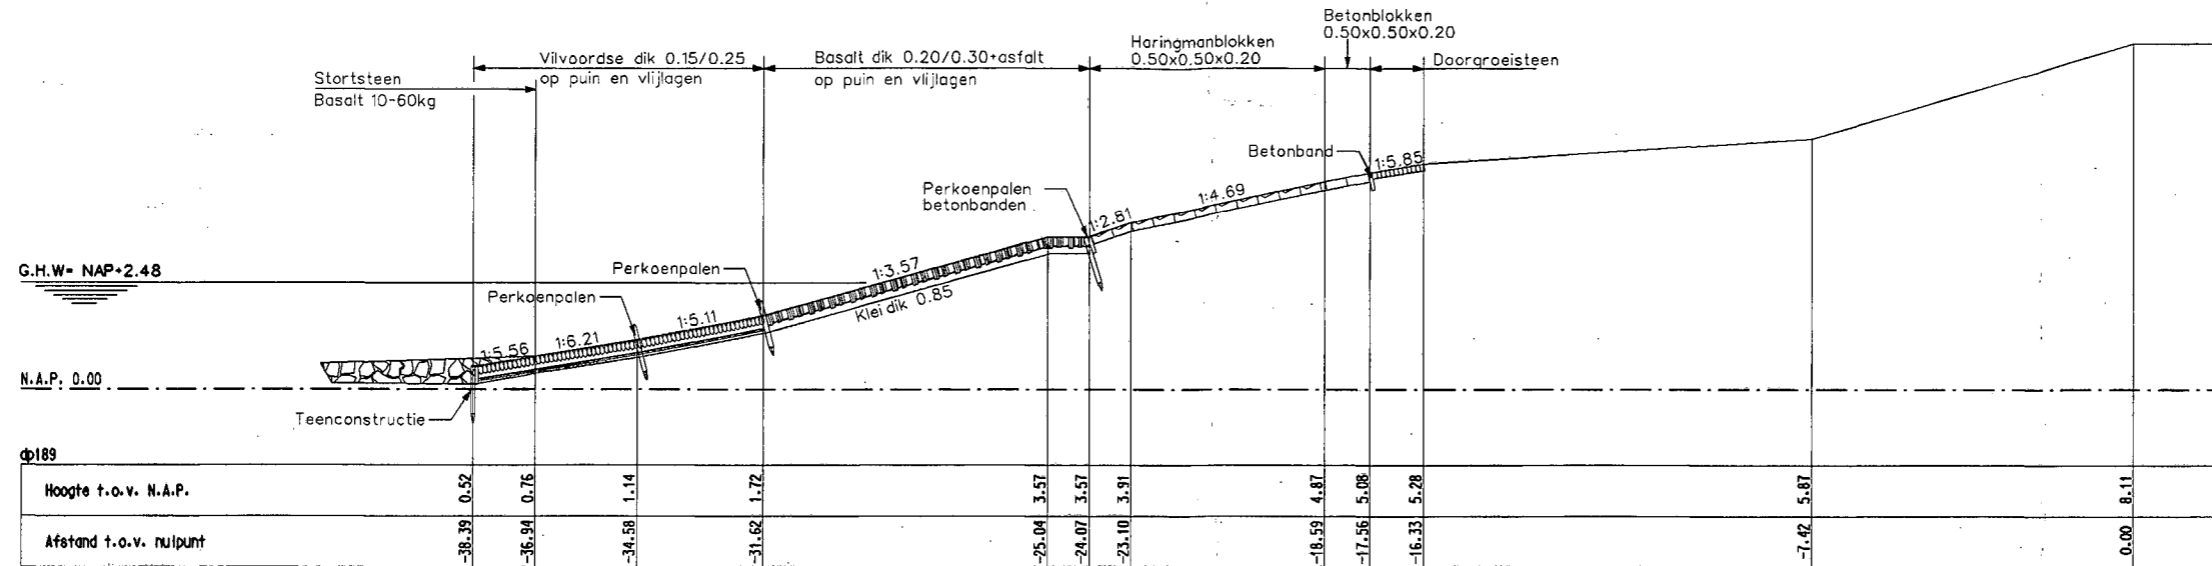 Betonblokken
0.50x0.50x0.20
Haringmanblokken
0.50x0.50x0.20
Vilvoordse dik 0.15/0.25
op puin en vlijlagen
Basalt dik 0.20/0.30+asfalt
op puin en vlijlagen
Doorgroeisteen
Stortsteen
Basalt 10-60kg
Betonband
1:5.85
Perkoenpalen
betonbanden
1:2.81
1:4.69
G.H.W= NAP+2.48
Perkoenpalen
1:3.57
Klei dik 0.85
Perkoenpalen
1:5.11
1:6.21
1:5.56
N.A.P. 0.00
Teenconstructie
dp189
Hoogte t.o.v. N.A.P.
0.52
0.76
1.14
1.72
3.57
3.57
3.91
4.87
5.08
5.28
5.87
8.11
Afstand t.o.v. nulpunt
-38.39
-36.94
-34.58
-31.62
-25.04
-24.07
-23.10
-18.59
-17.56
-16.33
-7.42
0.00